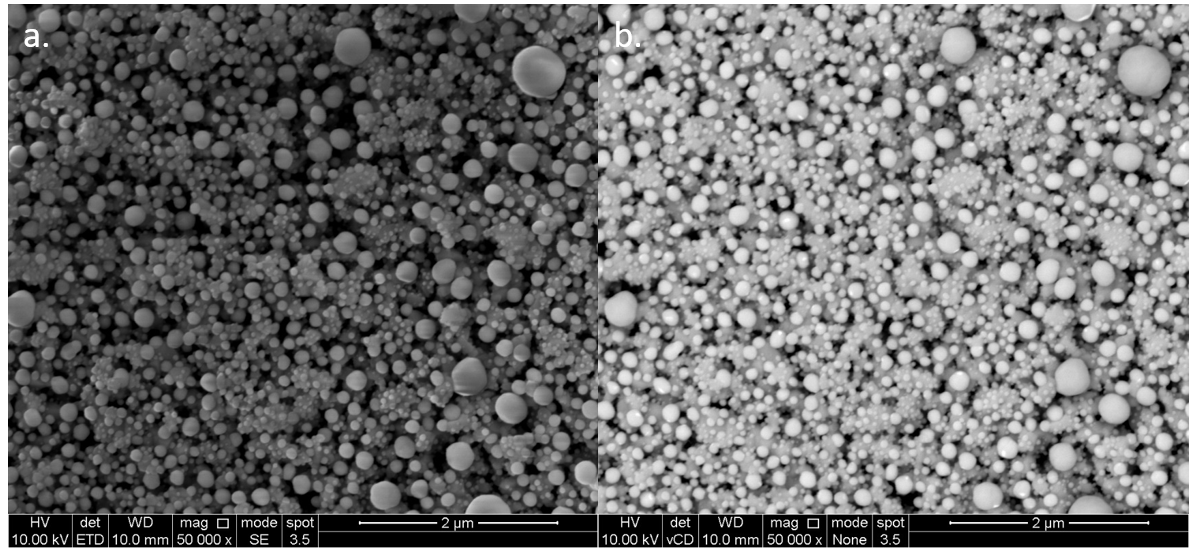 a.
b.
HV det WD mag □ mode spot 2 µm
10.00 kV ETD 10.0 mm 50 000 x SE 3.5
HV det WD mag □ mode spot 2 µm
10.00 kV vCD 10.0 mm 50 000 x None 3.5